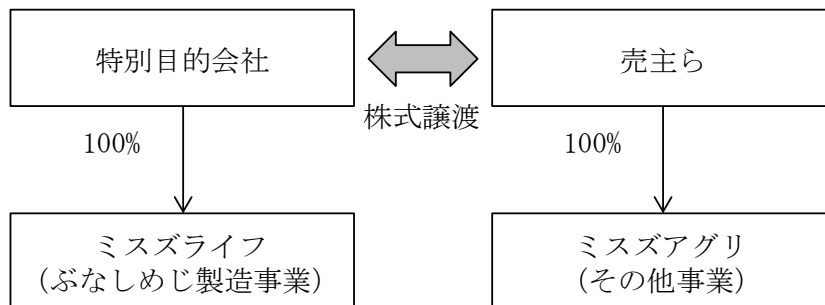 特別目的会社
売主ら
株式譲渡
100%
100%
ミスズライフ
(ぶなしめじ製造事業)
ミスズアグリ
(その他事業)